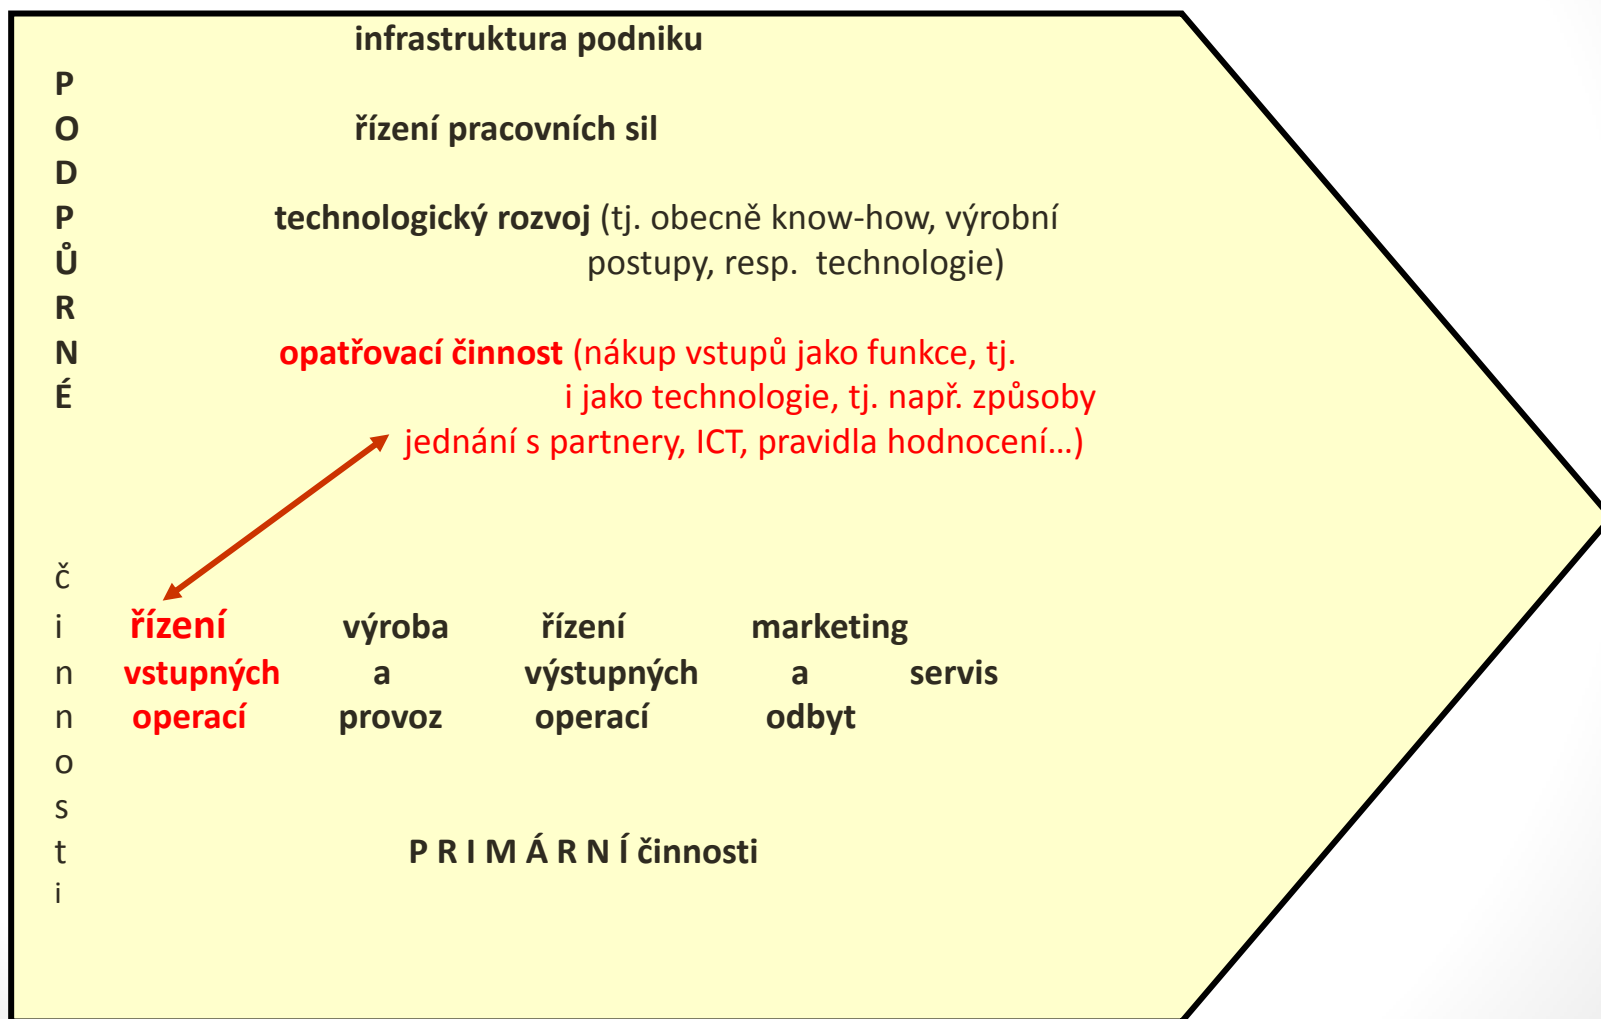 infrastruktura podniku
P
O řízení pracovních sil
D
P technologický rozvoj (tj. obecně know-how, výrobní
Ů postupy, resp. technologie)
R
N opatřovací činnost (nákup vstupů jako funkce, tj.
É i jako technologie, tj. např. způsoby
jednání s partnery, ICT, pravidla hodnocení…)
č
i řízení výroba řízení marketing
n vstupných a výstupných a servis
n operací provoz operací odbyt
o
s
t P R I M Á R N Í činnosti
i